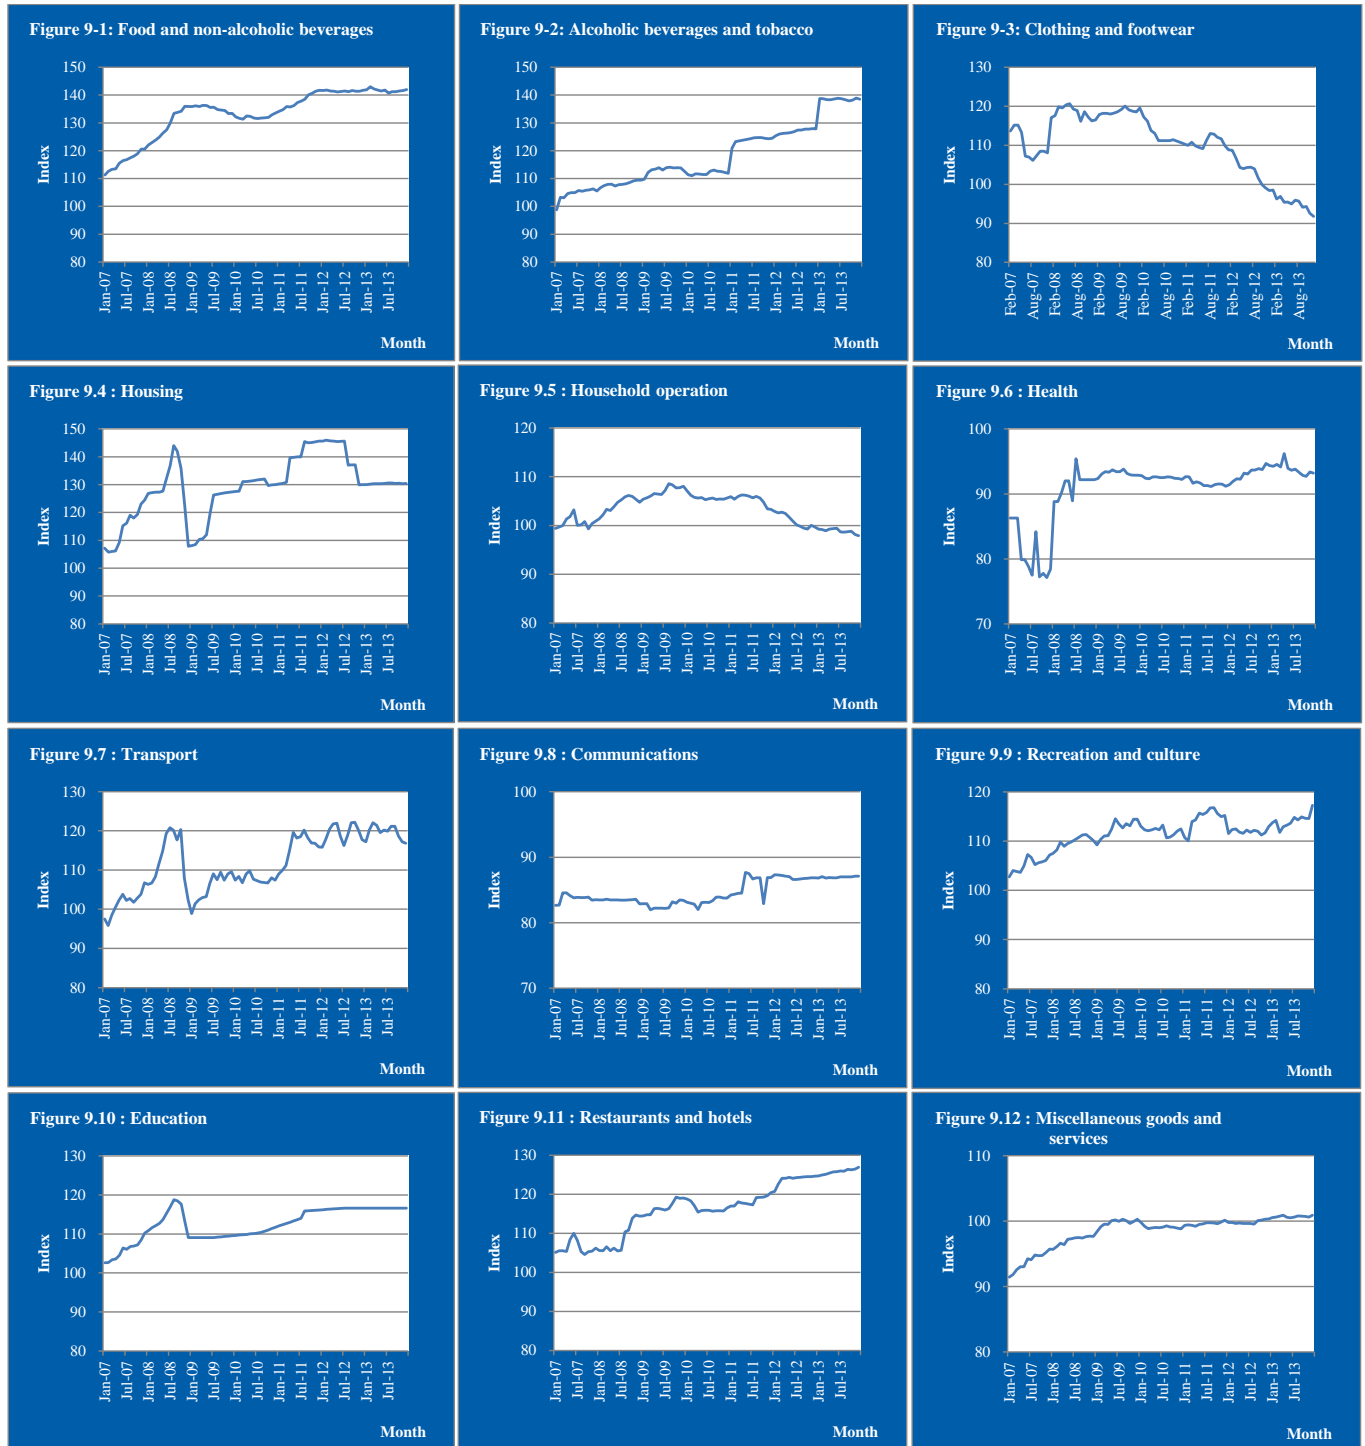 Figure 9-1: Food and non-alcoholic beverages
150
140
130
120
110
100
90
80
Index
Jan-07
Jul-07
Jan-08
Jul-08
Jan-09
Jul-09
Jan-10
Jul-10
Jan-11
Jul-11
Jan-12
Jul-12
Jan-13
Jul-13
Month
Figure 9-2: Alcoholic beverages and tobacco
150
140
130
120
110
100
90
80
Index
Jan-07
Jul-07
Jan-08
Jul-08
Jan-09
Jul-09
Jan-10
Jul-10
Jan-11
Jul-11
Jan-12
Jul-12
Jan-13
Jul-13
Month
Figure 9-3: Clothing and footwear
130
120
110
100
90
80
Index
Feb-07
Aug-07
Feb-08
Aug-08
Feb-09
Aug-09
Feb-10
Aug-10
Feb-11
Aug-11
Feb-12
Aug-12
Feb-13
Aug-13
Month
Figure 9.4 : Housing
150
140
130
120
110
100
90
80
Index
Jan-07
Jul-07
Jan-08
Jul-08
Jan-09
Jul-09
Jan-10
Jul-10
Jan-11
Jul-11
Jan-12
Jul-12
Jan-13
Jul-13
Month
Figure 9.5 : Household operation
120
110
100
90
80
Index
Jan-07
Jul-07
Jan-08
Jul-08
Jan-09
Jul-09
Jan-10
Jul-10
Jan-11
Jul-11
Jan-12
Jul-12
Jan-13
Jul-13
Month
Figure 9.6 : Health
100
90
80
70
Index
Jan-07
Jul-07
Jan-08
Jul-08
Jan-09
Jul-09
Jan-10
Jul-10
Jan-11
Jul-11
Jan-12
Jul-12
Jan-13
Jul-13
Month
Figure 9.7 : Transport
130
120
110
100
90
80
Index
Jan-07
Jul-07
Jan-08
Jul-08
Jan-09
Jul-09
Jan-10
Jul-10
Jan-11
Jul-11
Jan-12
Jul-12
Jan-13
Jul-13
Month
Figure 9.8 : Communications
100
90
80
70
Index
Jan-07
Jul-07
Jan-08
Jul-08
Jan-09
Jul-09
Jan-10
Jul-10
Jan-11
Jul-11
Jan-12
Jul-12
Jan-13
Jul-13
Month
Figure 9.9 : Recreation and culture
120
110
100
90
80
Index
Jan-07
Jul-07
Jan-08
Jul-08
Jan-09
Jul-09
Jan-10
Jul-10
Jan-11
Jul-11
Jan-12
Jul-12
Jan-13
Jul-13
Month
Figure 9.10 : Education
130
120
110
100
90
80
Index
Jan-07
Jul-07
Jan-08
Jul-08
Jan-09
Jul-09
Jan-10
Jul-10
Jan-11
Jul-11
Jan-12
Jul-12
Jan-13
Jul-13
Month
Figure 9.11 : Restaurants and hotels
130
120
110
100
90
80
Index
Jan-07
Jul-07
Jan-08
Jul-08
Jan-09
Jul-09
Jan-10
Jul-10
Jan-11
Jul-11
Jan-12
Jul-12
Jan-13
Jul-13
Month
Figure 9.12 : Miscellaneous goods and
services
110
100
90
80
Index
Jan-07
Jul-07
Jan-08
Jul-08
Jan-09
Jul-09
Jan-10
Jul-10
Jan-11
Jul-11
Jan-12
Jul-12
Jan-13
Jul-13
Month